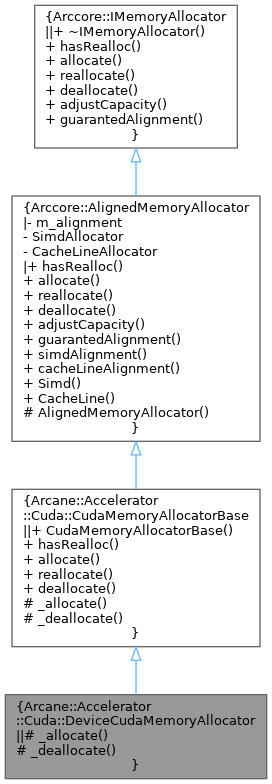 {Arccore::IMemoryAllocator
||+ ~IMemoryAllocator()
+ hasRealloc()
+ allocate()
+ reallocate()
+ deallocate()
+ adjustCapacity()
+ guarantedAlignment()
}
{Arccore::AlignedMemoryAllocator
|- m_alignment
- SimdAllocator
- CacheLineAllocator
|+ hasRealloc()
+ allocate()
+ reallocate()
+ deallocate()
+ adjustCapacity()
+ guarantedAlignment()
+ simdAlignment()
+ cacheLineAlignment()
+ Simd()
+ CacheLine()
# AlignedMemoryAllocator()
}
{Arcane::Accelerator
::Cuda::CudaMemoryAllocatorBase
||+ CudaMemoryAllocatorBase()
+ hasRealloc()
+ allocate()
+ reallocate()
+ deallocate()
# _allocate()
# _deallocate()
}
{Arcane::Accelerator
::Cuda::DeviceCudaMemoryAllocator
||# _allocate()
# _deallocate()
}